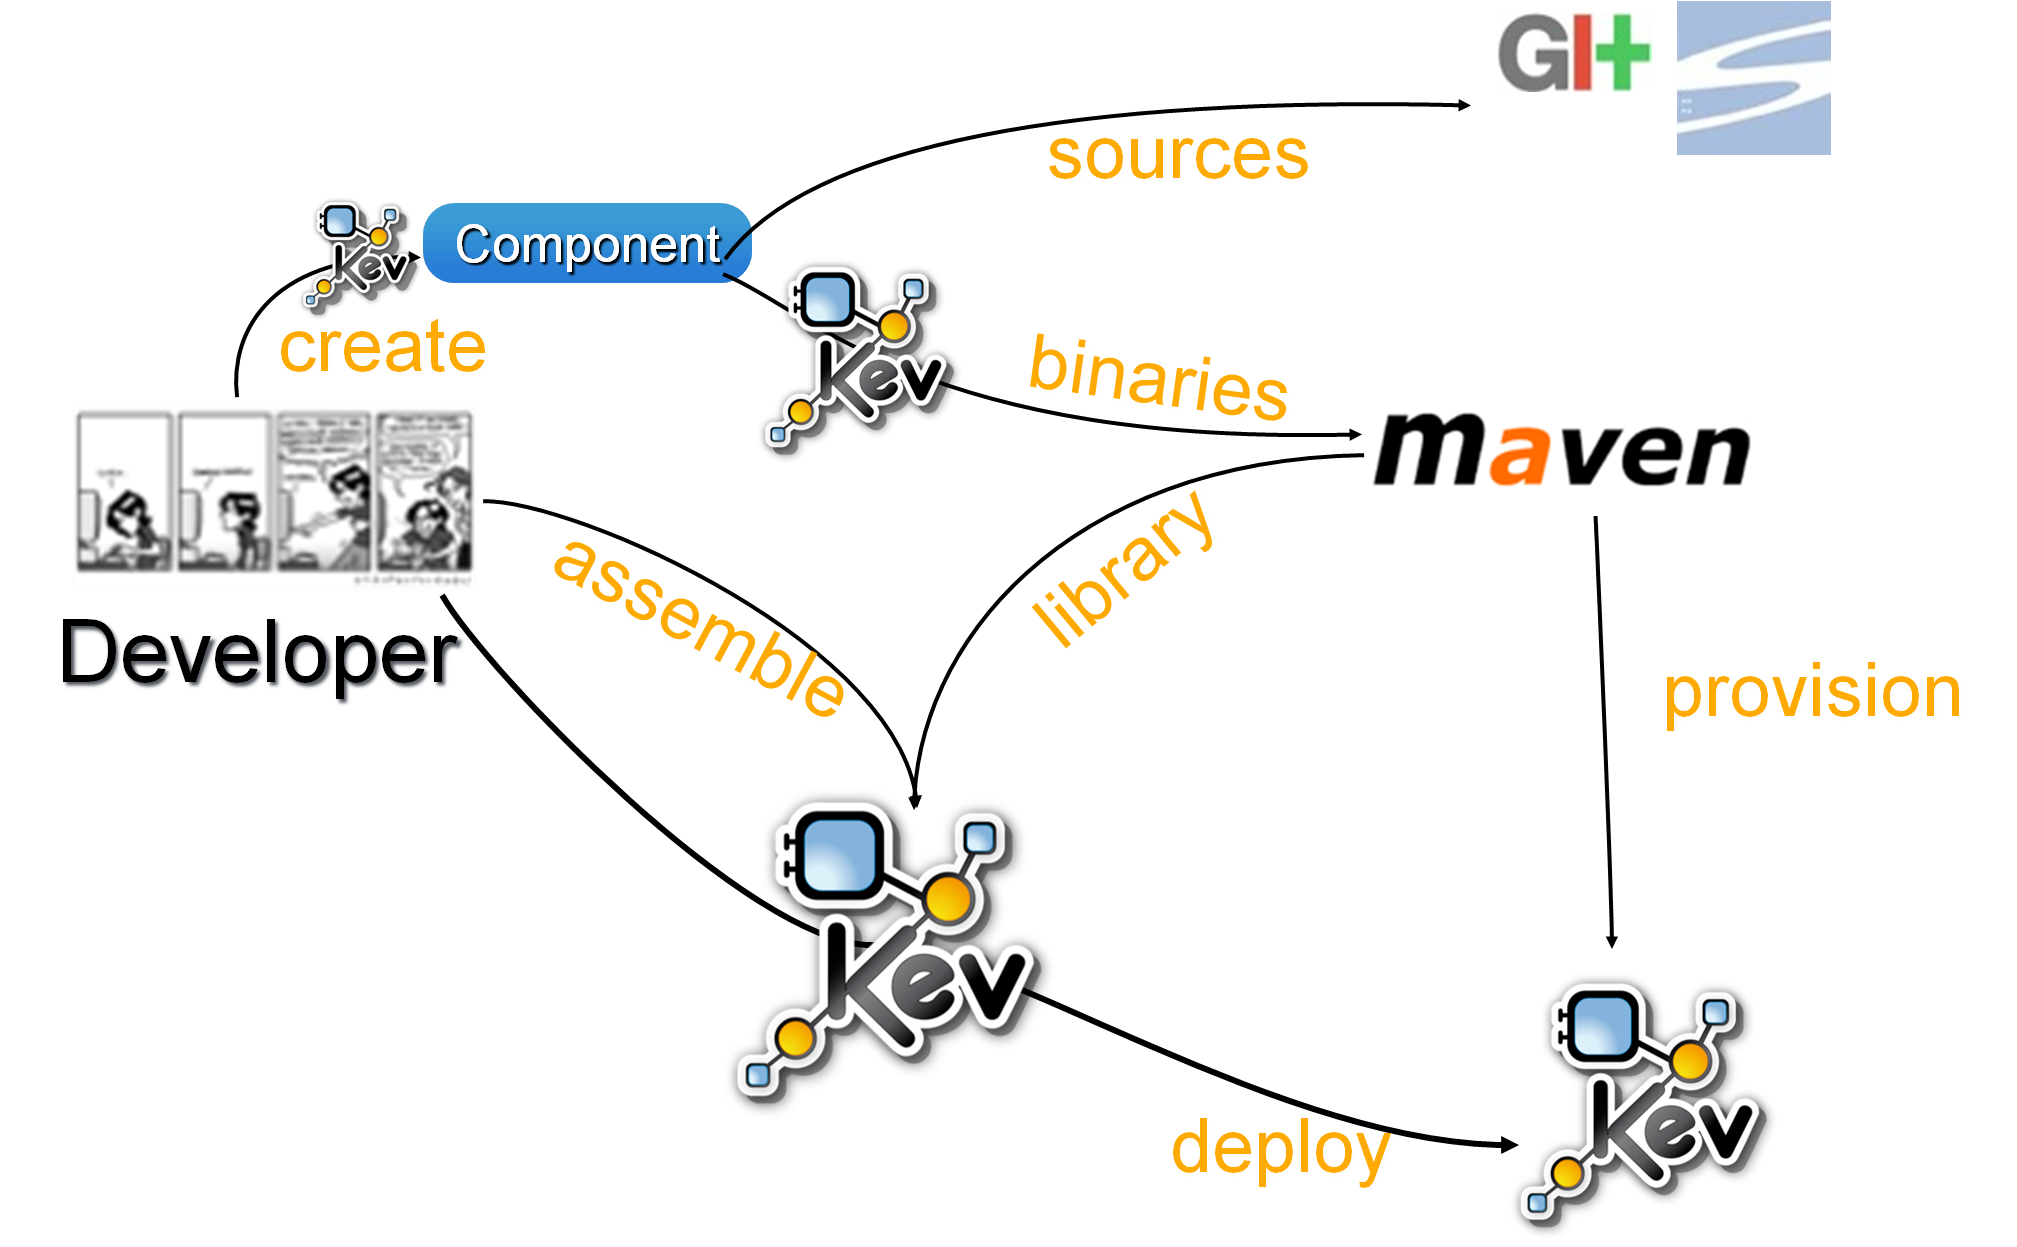 GIt
sources
Component
Kev
create
Kev
binaries
maven
library
assemble
Developer
provision
Kev
Kev
deploy